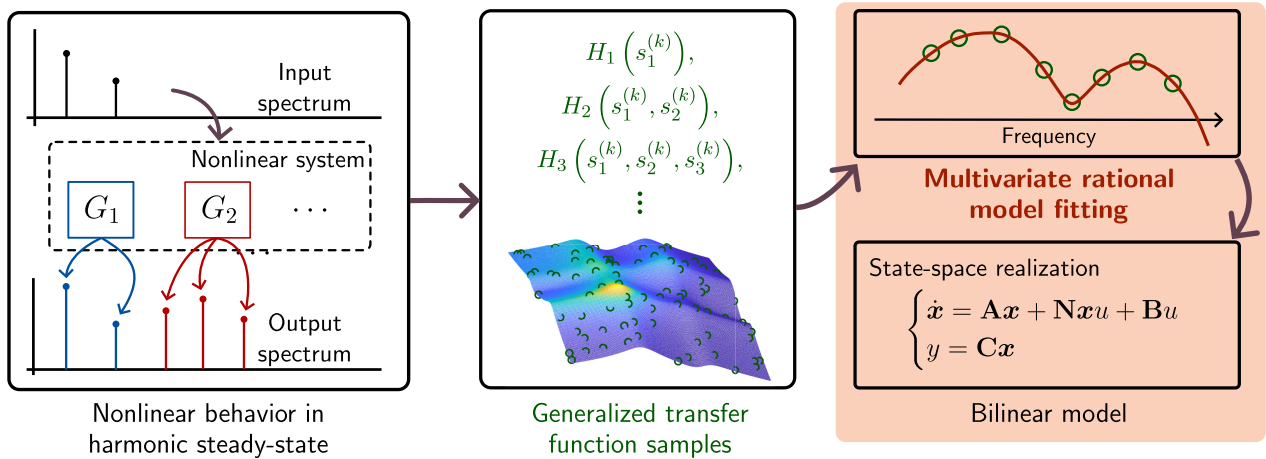 Input
spectrum
Nonlinear system
G₁
G₂
···
···
Output
spectrum
Nonlinear behavior in
harmonic steady-state
H₁(s₁⁽ᵏ⁾),
H₂(s₁⁽ᵏ⁾, s₂⁽ᵏ⁾),
H₃(s₁⁽ᵏ⁾, s₂⁽ᵏ⁾, s₃⁽ᵏ⁾),
⋮
Generalized transfer
function samples
Frequency
Multivariate rational
model fitting
State-space realization
ẋ = Ax + Nxu + Bu
y = Cx
Bilinear model